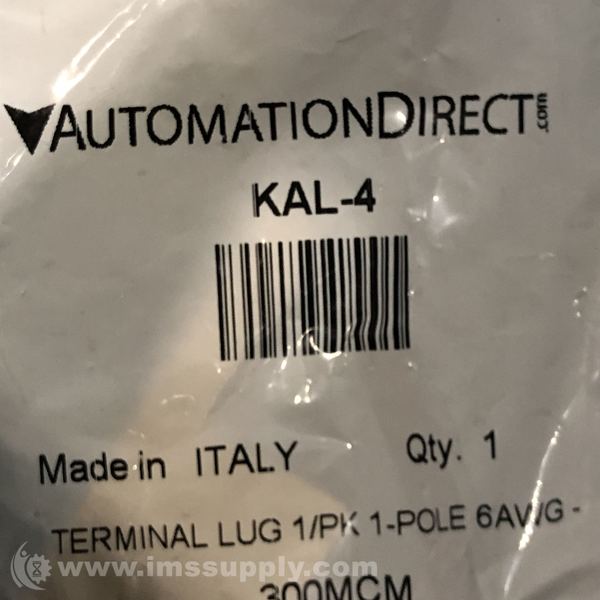 AUTOMATIONDIRECT.com
KAL-4
Made in ITALY Qty. 1
TERMINAL LUG 1/PK 1-POLE 6AWG -
300MCM
www.imssupply.com